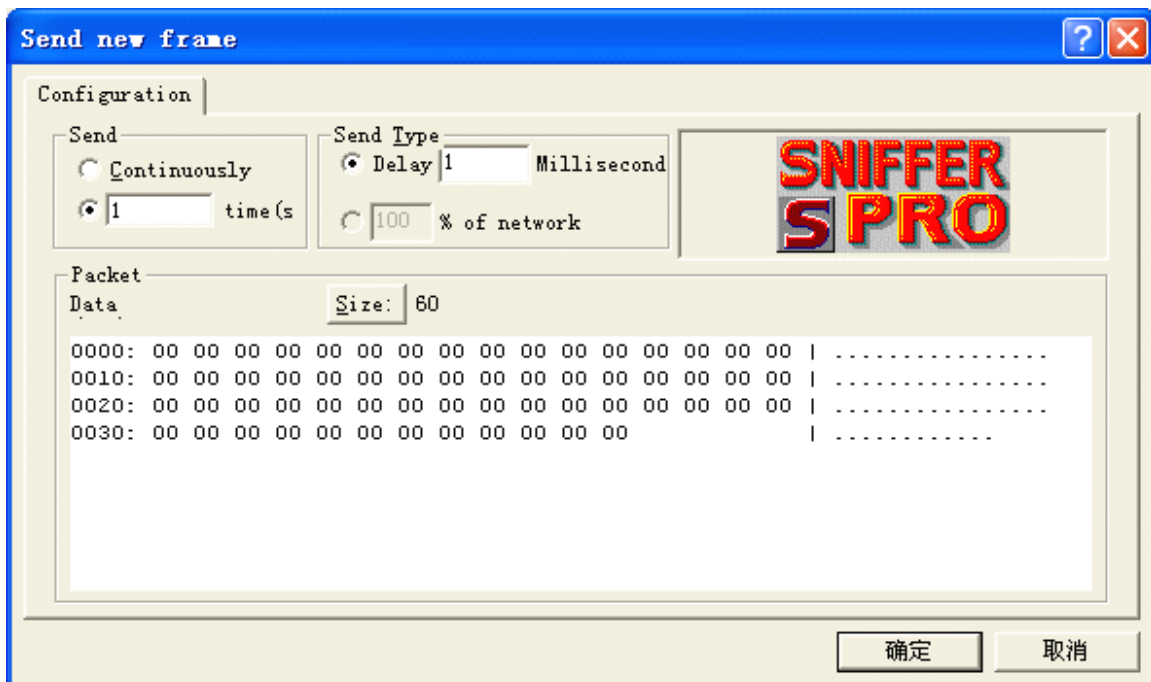 Send new frame
Configuration
Send
Continuously
1 time(s
Send Type
Delay 1 Millisecond
100 % of network
SNIFFER
S PRO
Packet
Data
Size: 60
0000: 00 00 00 00 00 00 00 00 00 00 00 00 00 00 00 00 | ................
0010: 00 00 00 00 00 00 00 00 00 00 00 00 00 00 00 00 | ................
0020: 00 00 00 00 00 00 00 00 00 00 00 00 00 00 00 00 | ................
0030: 00 00 00 00 00 00 00 00 00 00 00 00 | ............
确定 取消